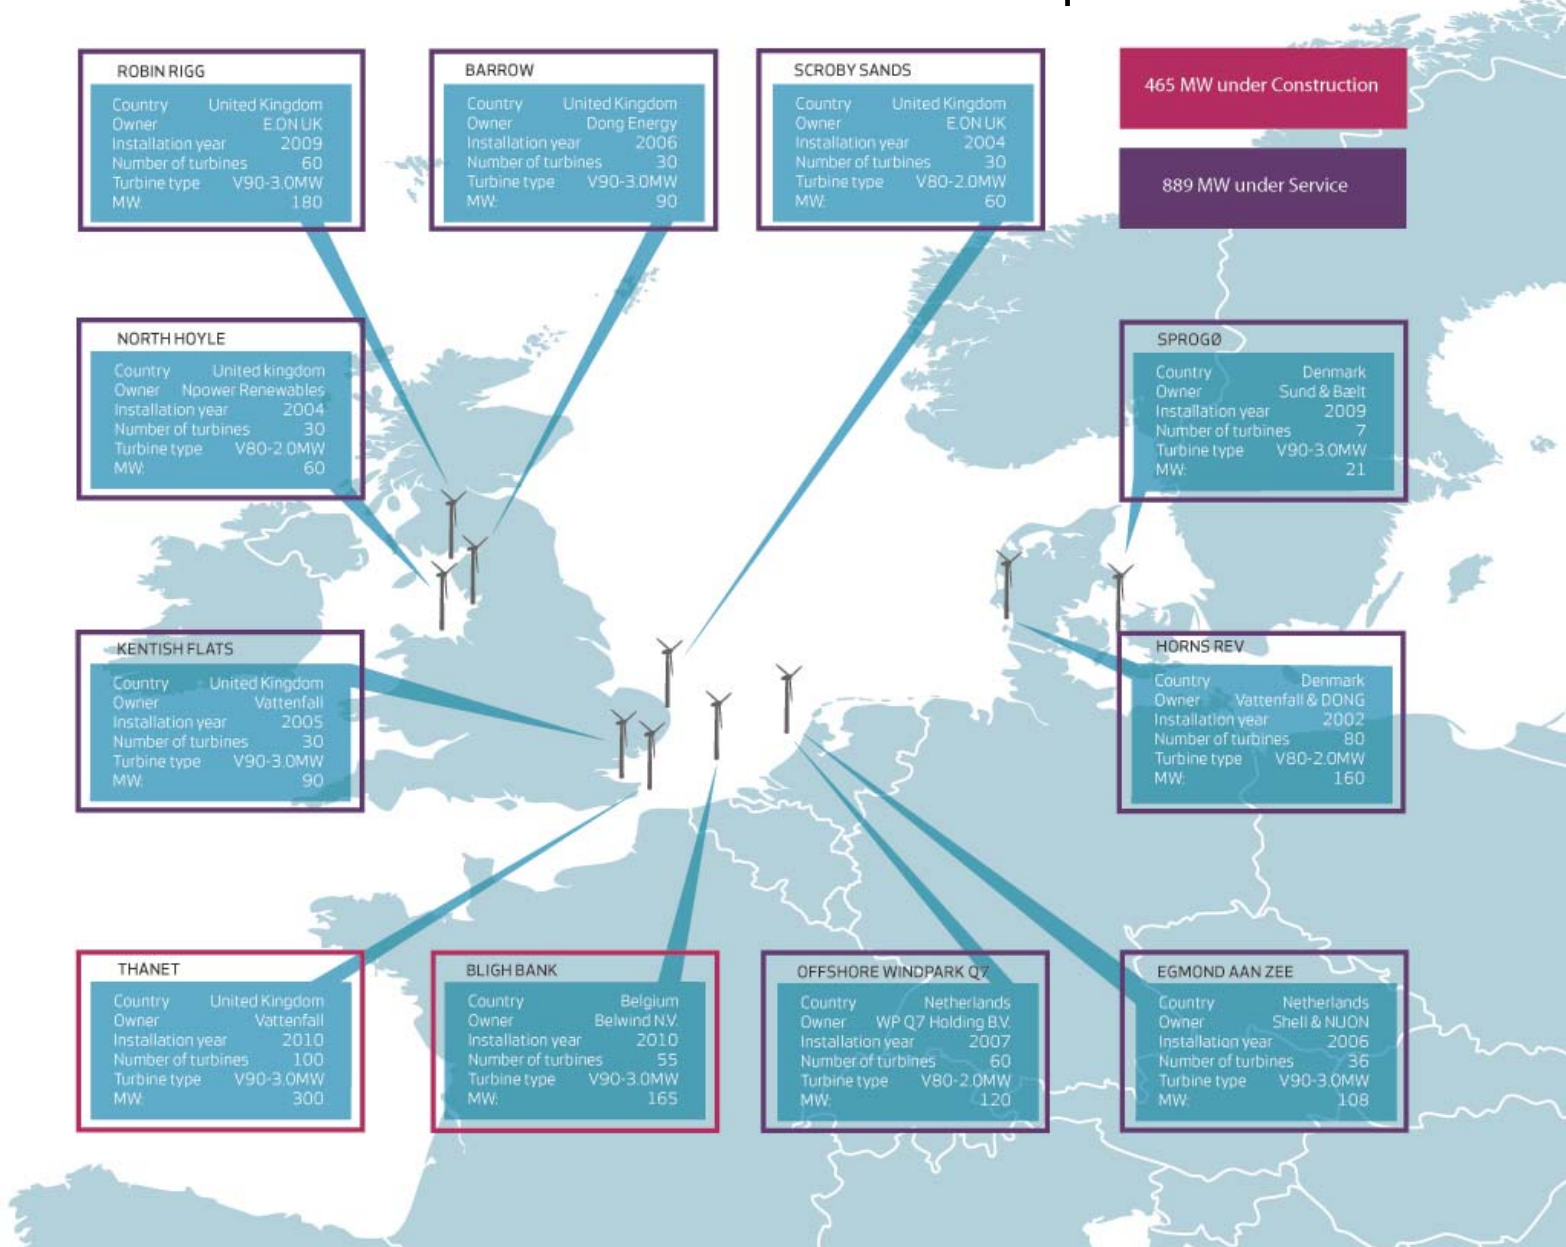 ROBIN RIGG
Country United Kingdom
Owner E.ON UK
Installation year 2009
Number of turbines 60
Turbine type V90-3.0MW
MW: 180
BARROW
Country United Kingdom
Owner Dong Energy
Installation year 2006
Number of turbines 30
Turbine type V90-3.0MW
MW: 90
SCROBY SANDS
Country United Kingdom
Owner E.ON UK
Installation year 2004
Number of turbines 30
Turbine type V80-2.0MW
MW: 60
465 MW under Construction
889 MW under Service
NORTH HOYLE
Country United kingdom
Owner Npower Renewables
Installation year 2004
Number of turbines 30
Turbine type V80-2.0MW
MW: 60
SPROGØ
Country Denmark
Owner Sund & Bælt
Installation year 2009
Number of turbines 7
Turbine type V90-3.0MW
MW: 21
KENTISH FLATS
Country United Kingdom
Owner Vattenfall
Installation year 2005
Number of turbines 30
Turbine type V90-3.0MW
MW: 90
HORNS REV
Country Denmark
Owner Vattenfall & DONG
Installation year 2002
Number of turbines 80
Turbine type V80-2.0MW
MW: 160
THANET
Country United Kingdom
Owner Vattenfall
Installation year 2010
Number of turbines 100
Turbine type V90-3.0MW
MW: 300
BLIGH BANK
Country Belgium
Owner Belwind N.V.
Installation year 2010
Number of turbines 55
Turbine type V90-3.0MW
MW: 165
OFFSHORE WINDPARK Q7
Country Netherlands
Owner WP Q7 Holding B.V.
Installation year 2007
Number of turbines 60
Turbine type V80-2.0MW
MW: 120
EGMOND AAN ZEE
Country Netherlands
Owner Shell & NUON
Installation year 2006
Number of turbines 36
Turbine type V90-3.0MW
MW: 108